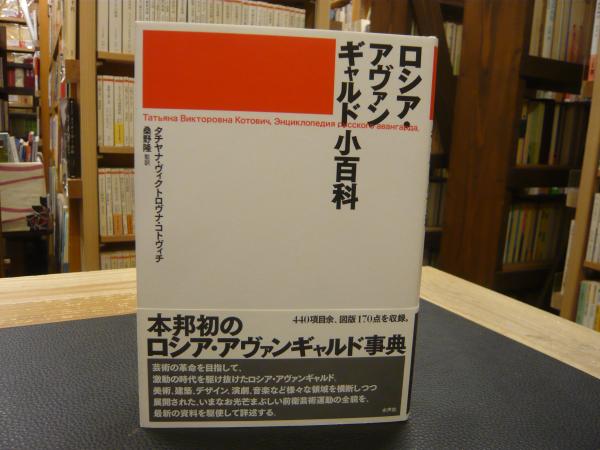 ロシア・
アヴァン
ギャルド小百科
Татьяна Викторовна Котович, Энциклопедия русского авангарда.
タチヤナ・ヴィクトロヴナ・コトヴィチ
桑野隆 監訳
440項目余、図版170点を収録。
本邦初の
ロシア・アヴァンギャルド事典
芸術の革命を目指して、
激動の時代を駆け抜けたロシア・アヴァンギャルド。
美術、建築、デザイン、演劇、音楽など様々な領域を横断しつつ
展開された、いまなお光芒まぶしい前衛芸術運動の全貌を、
最新の資料を駆使して詳述する。
水声社